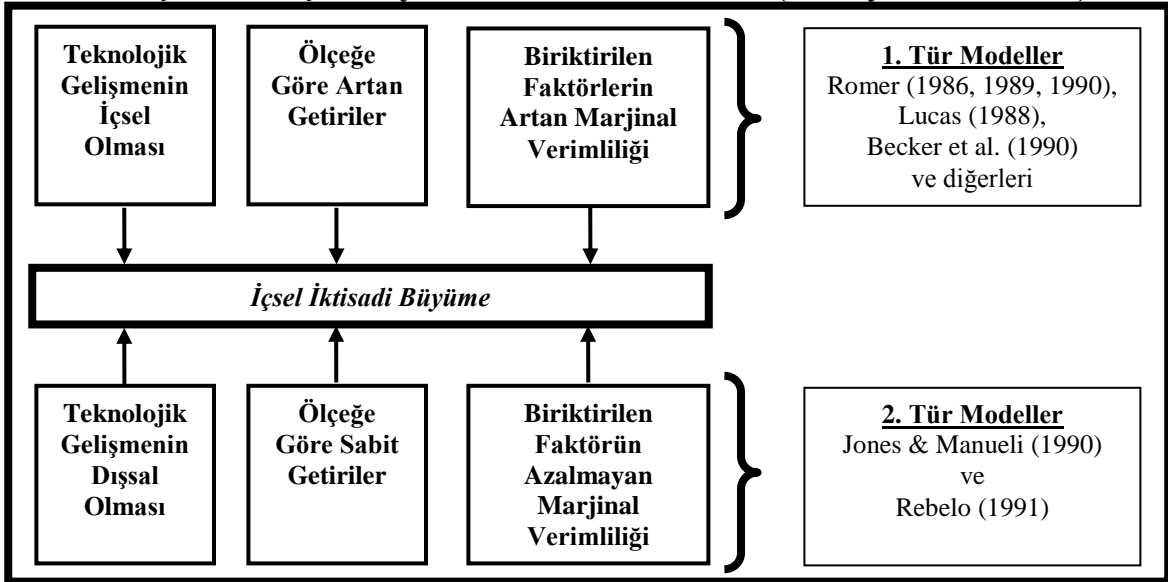 Teknolojik
Gelişmenin
İçsel
Olması
Ölçeğe
Göre Artan
Getiriler
Biriktirilen
Faktörlerin
Artan Marjinal
Verimliliği
1. Tür Modeller
Romer (1986, 1989, 1990),
Lucas (1988),
Becker et al. (1990)
ve diğerleri
İçsel İktisadi Büyüme
Teknolojik
Gelişmenin
Dışsal
Olması
Ölçeğe
Göre Sabit
Getiriler
Biriktirilen
Faktörün
Azalmayan
Marjinal
Verimliliği
2. Tür Modeller
Jones & Manueli (1990)
ve
Rebelo (1991)